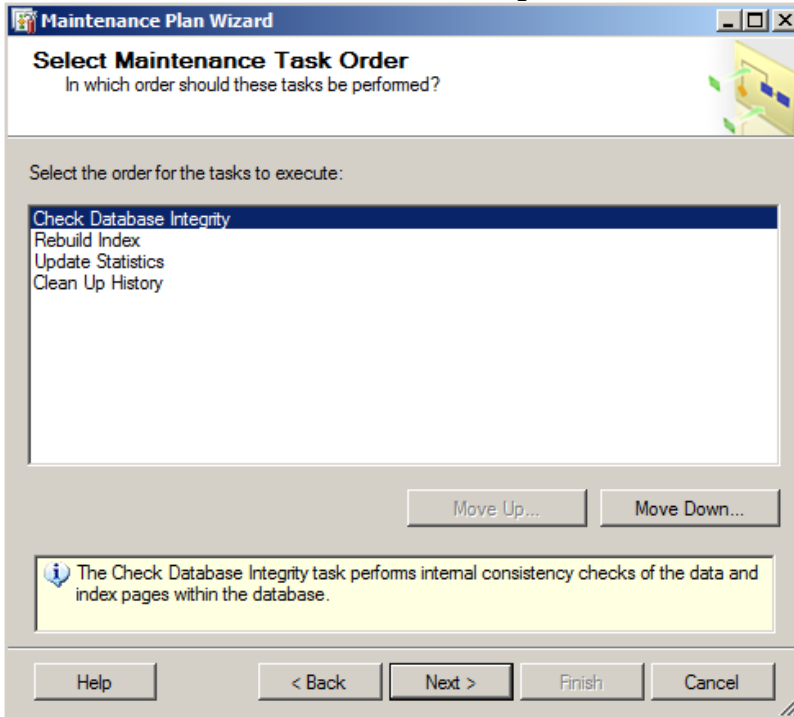 Maintenance Plan Wizard
Select Maintenance Task Order
In which order should these tasks be performed?
Select the order for the tasks to execute:
Check Database Integrity
Rebuild Index
Update Statistics
Clean Up History
Move Up...
Move Down...
The Check Database Integrity task performs internal consistency checks of the data and
index pages within the database.
Help
< Back
Next >
Finish
Cancel